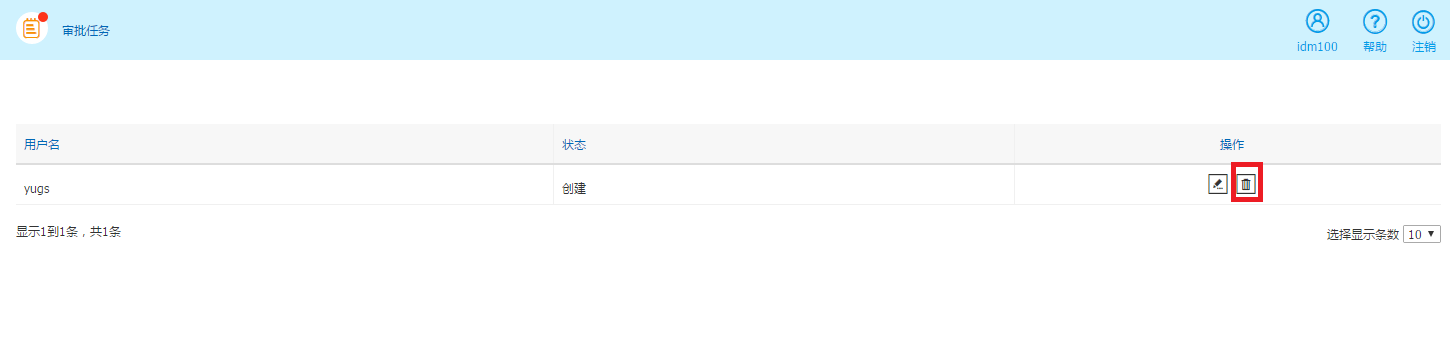 审批任务
idm100
帮助
注销
用户名 状态 操作
yugs 创建
显示1到1条，共1条
选择显示条数 10